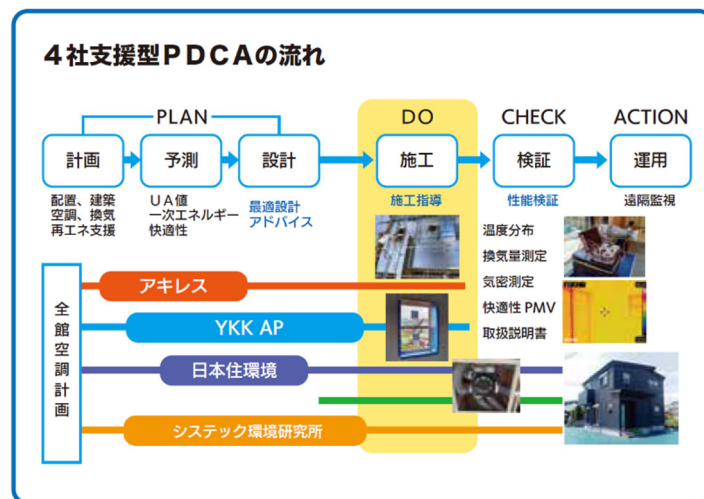 4社支援型PDCAの流れ
PLAN
DO
CHECK
ACTION
計画
予測
設計
施工
検証
運用
配置、建築
空調、換気
再エネ支援
UA値
一次エネルギー
快適性
最適設計
アドバイス
施工指導
性能検証
遠隔監視
温度分布
換気量測定
気密測定
快適性 PMV
取扱説明書
全館空調計画
アキレス
YKK AP
日本住環境
システック環境研究所